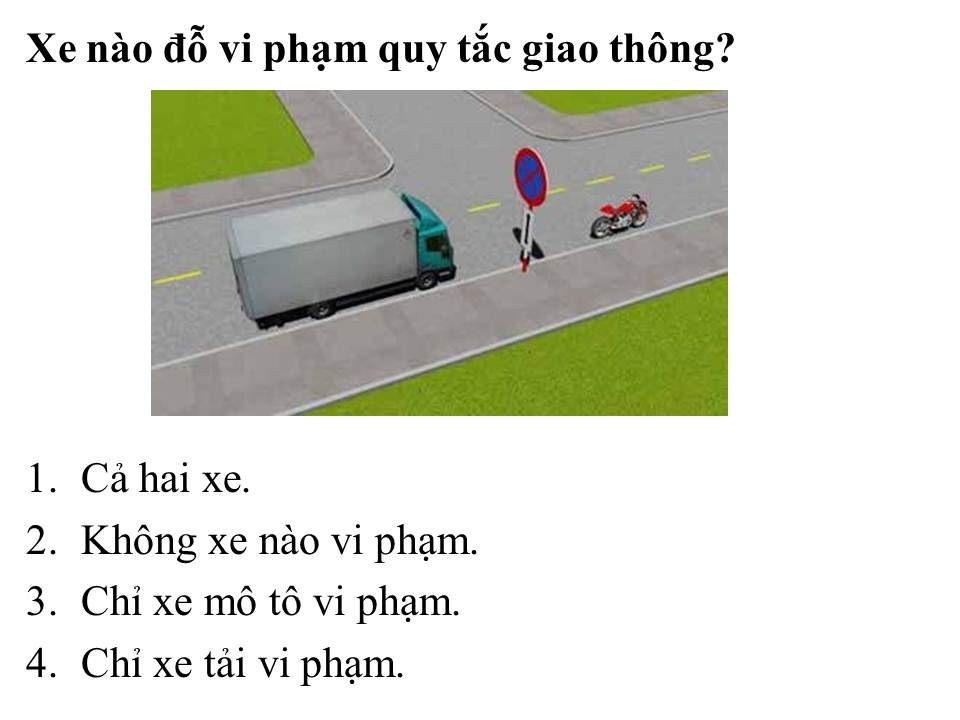 Xe nào đỗ vi phạm quy tắc giao thông?
1. Cả hai xe.
2. Không xe nào vi phạm.
3. Chỉ xe mô tô vi phạm.
4. Chỉ xe tải vi phạm.